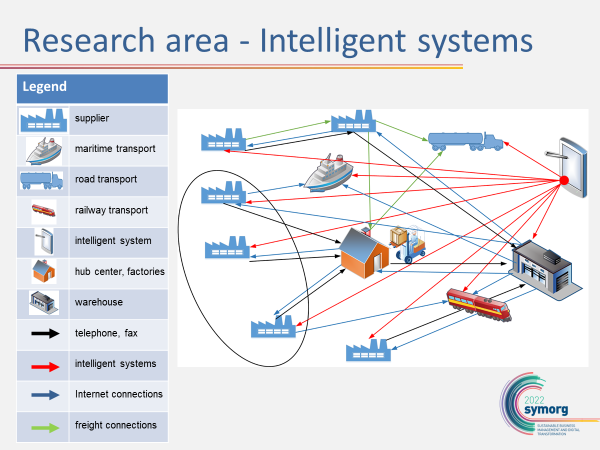 Research area - Intelligent systems
Legend
supplier
maritime transport
road transport
railway transport
intelligent system
hub center, factories
warehouse
telephone, fax
intelligent systems
Internet connections
freight connections
2022
symorg
SUSTAINABLE BUSINESS
MANAGEMENT AND DIGITAL
TRANSFORMATION